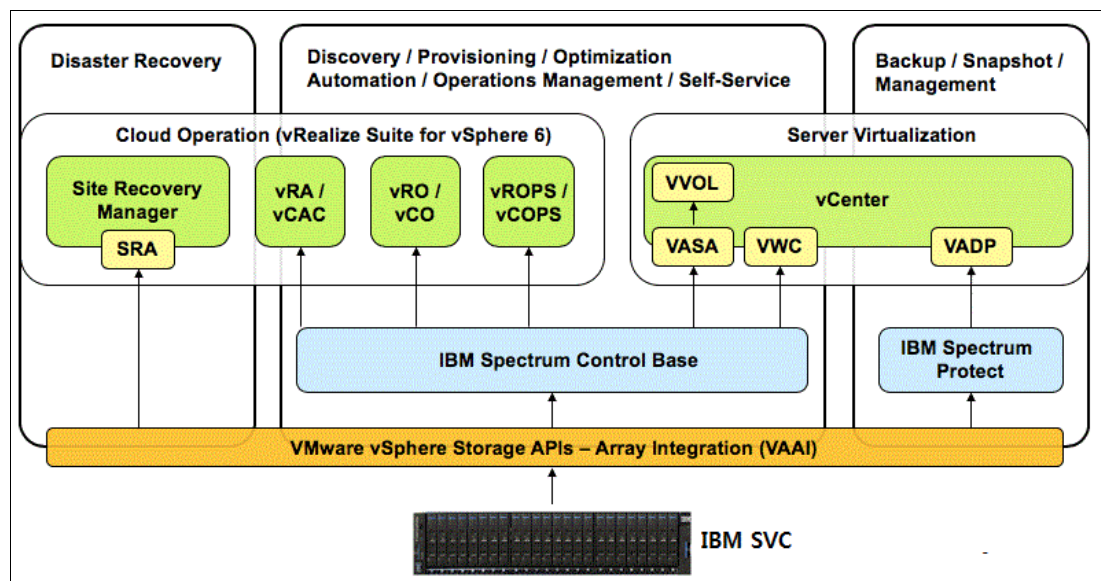 Disaster Recovery
Discovery / Provisioning / Optimization
Automation / Operations Management / Self-Service
Backup / Snapshot /
Management
Cloud Operation (vRealize Suite for vSphere 6)
Server Virtualization
Site Recovery
Manager
SRA
vRA /
vCAC
vRO /
vCO
vROPS /
vCOPS
VVOL
vCenter
VASA
VWC
VADP
IBM Spectrum Control Base
IBM Spectrum
Protect
VMware vSphere Storage APIs – Array Integration (VAAI)
IBM SVC
-